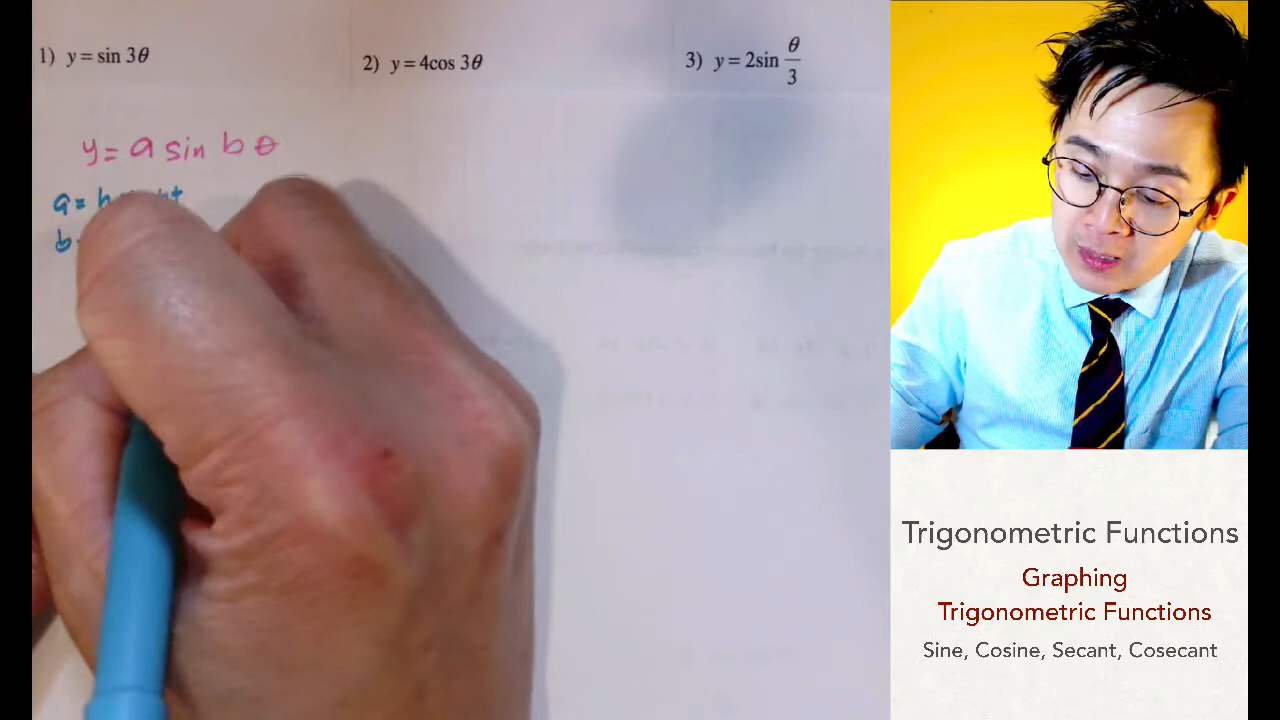 1) y = sin 3θ
2) y = 4cos 3θ
3) y = 2sin θ/3
y = a sin b θ
a =
b
Trigonometric Functions
Graphing
Trigonometric Functions
Sine, Cosine, Secant, Cosecant